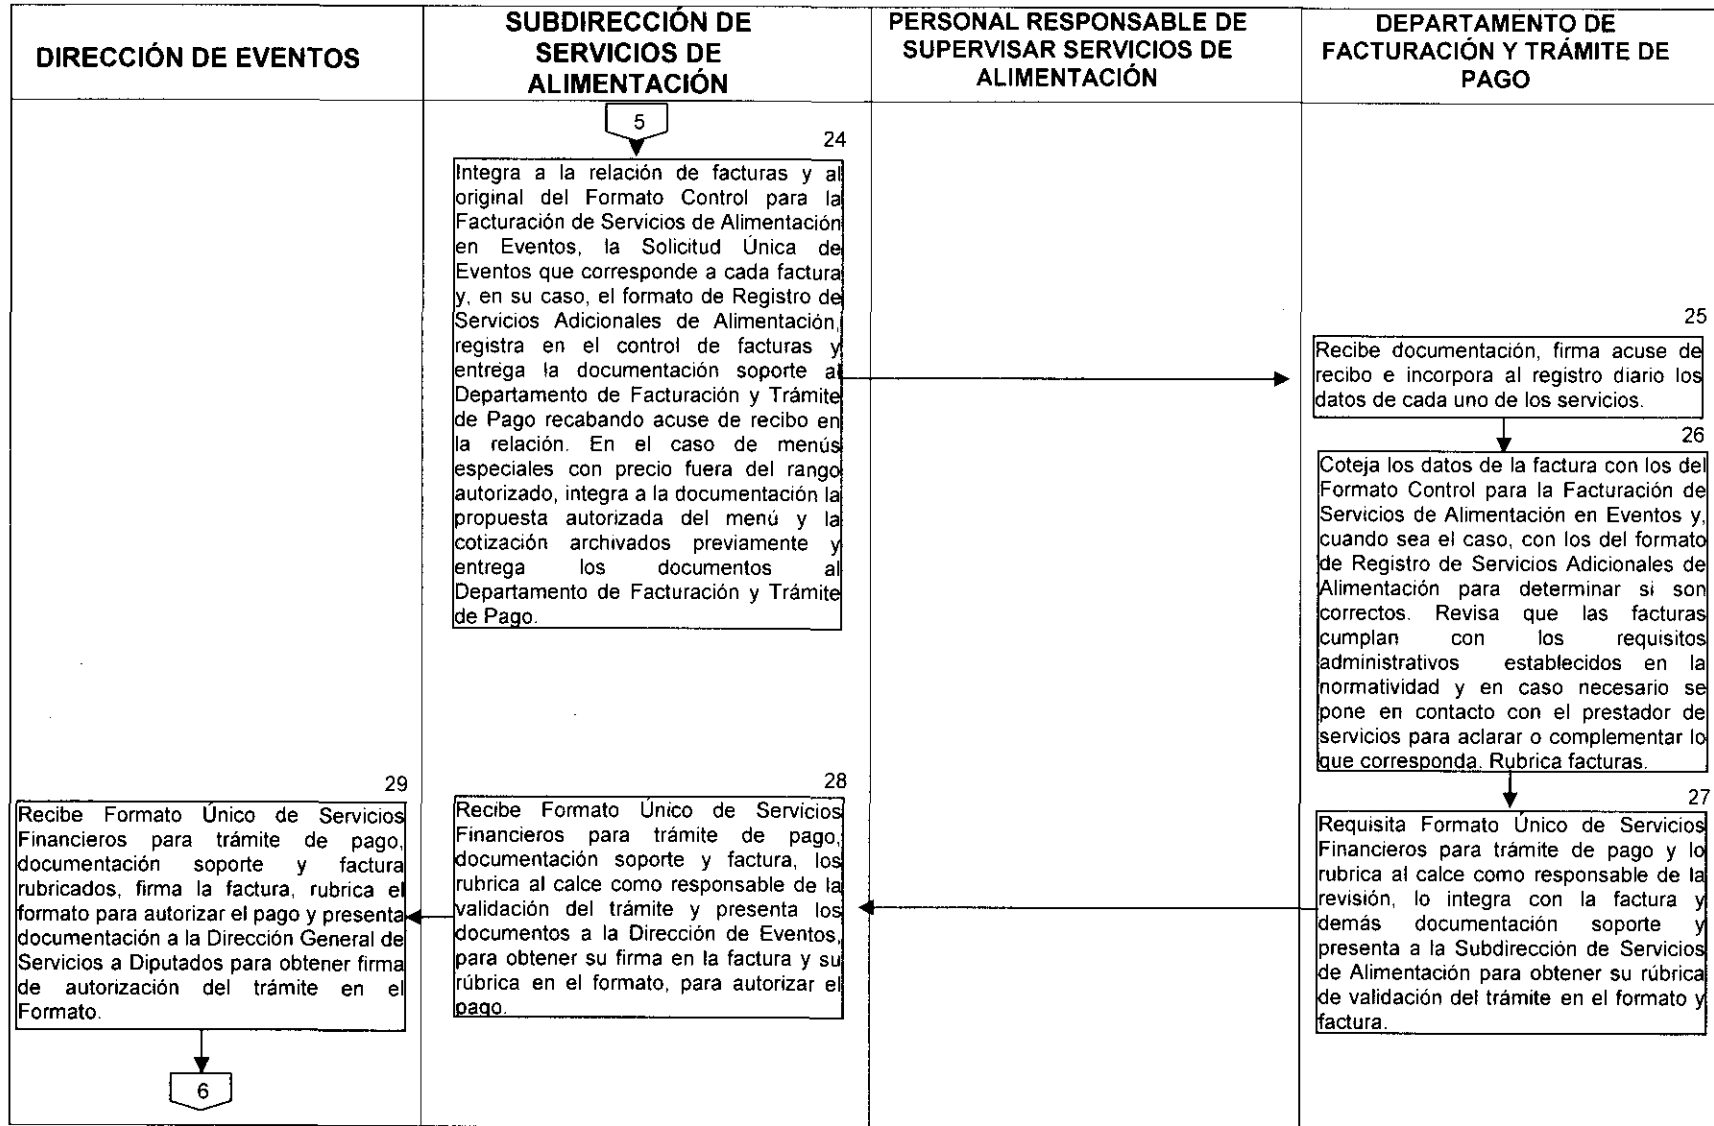 DIRECCIÓN DE EVENTOS
SUBDIRECCIÓN DE
SERVICIOS DE
ALIMENTACIÓN
PERSONAL RESPONSABLE DE
SUPERVISAR SERVICIOS DE
ALIMENTACIÓN
DEPARTAMENTO DE
FACTURACIÓN Y TRÁMITE DE
PAGO
5
24
Integra a la relación de facturas y al
original del Formato Control para la
Facturación de Servicios de Alimentación
en Eventos, la Solicitud Única de
Eventos que corresponde a cada factura
y, en su caso, el formato de Registro de
Servicios Adicionales de Alimentación,
registra en el control de facturas y
entrega la documentación soporte al
Departamento de Facturación y Trámite
de Pago recabando acuse de recibo en
la relación. En el caso de menús
especiales con precio fuera del rango
autorizado, integra a la documentación la
propuesta autorizada del menú y la
cotización archivados previamente y
entrega los documentos al
Departamento de Facturación y Trámite
de Pago.
25
Recibe documentación, firma acuse de
recibo e incorpora al registro diario los
datos de cada uno de los servicios.
26
Coteja los datos de la factura con los del
Formato Control para la Facturación de
Servicios de Alimentación en Eventos y,
cuando sea el caso, con los del formato
de Registro de Servicios Adicionales de
Alimentación para determinar si son
correctos. Revisa que las facturas
cumplan con los requisitos
administrativos establecidos en la
normatividad y en caso necesario se
pone en contacto con el prestador de
servicios para aclarar o complementar lo
que corresponda. Rubrica facturas.
27
Requisita Formato Único de Servicios
Financieros para trámite de pago y lo
rubrica al calce como responsable de la
revisión, lo integra con la factura y
demás documentación soporte y
presenta a la Subdirección de Servicios
de Alimentación para obtener su rúbrica
de validación del trámite en el formato y
factura.
28
Recibe Formato Único de Servicios
Financieros para trámite de pago,
documentación soporte y factura, los
rubrica al calce como responsable de la
validación del trámite y presenta los
documentos a la Dirección de Eventos,
para obtener su firma en la factura y su
rúbrica en el formato, para autorizar el
pago.
29
Recibe Formato Único de Servicios
Financieros para trámite de pago,
documentación soporte y factura
rubricados, firma la factura, rubrica el
formato para autorizar el pago y presenta
documentación a la Dirección General de
Servicios a Diputados para obtener firma
de autorización del trámite en el
Formato.
6